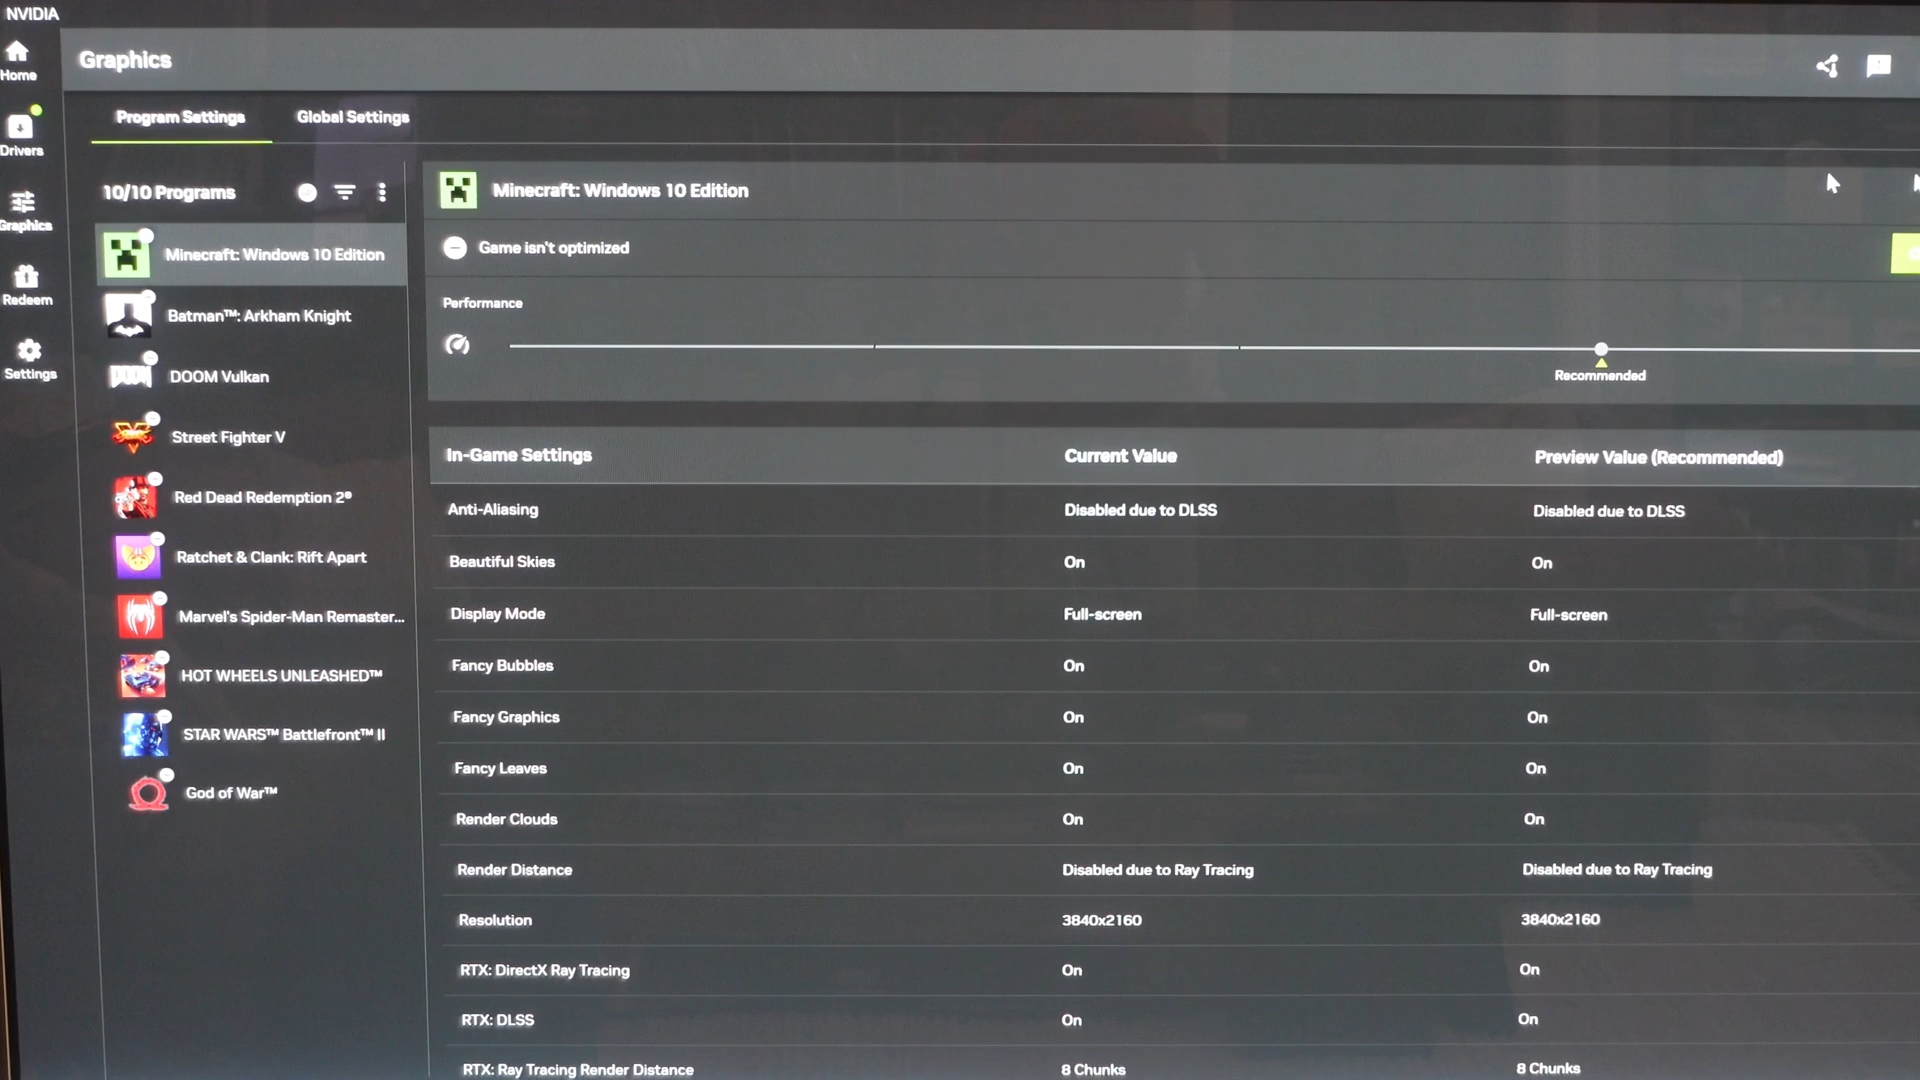 NVIDIA
Home
Drivers
Graphics
Redeem
Settings
Graphics
Program Settings
Global Settings
10/10 Programs
Minecraft: Windows 10 Edition
Batman™: Arkham Knight
DOOM Vulkan
Street Fighter V
Red Dead Redemption 2®
Ratchet & Clank: Rift Apart
Marvel's Spider-Man Remaster...
HOT WHEELS UNLEASHED™
STAR WARS™ Battlefront™ II
God of War™
Minecraft: Windows 10 Edition
Game isn't optimized
Performance
Recommended
In-Game Settings Current Value Preview Value (Recommended)
Anti-Aliasing Disabled due to DLSS Disabled due to DLSS
Beautiful Skies On On
Display Mode Full-screen Full-screen
Fancy Bubbles On On
Fancy Graphics On On
Fancy Leaves On On
Render Clouds On On
Render Distance Disabled due to Ray Tracing Disabled due to Ray Tracing
Resolution 3840x2160 3840x2160
RTX: DirectX Ray Tracing On On
RTX: DLSS On On
RTX: Ray Tracing Render Distance 8 Chunks 8 Chunks